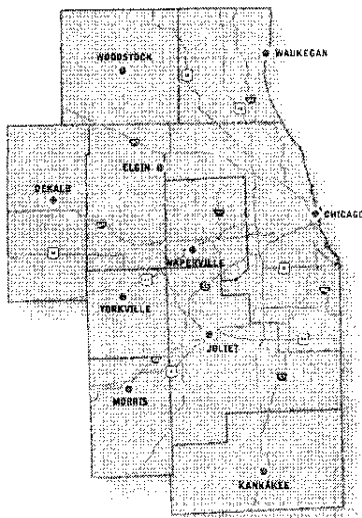 WAUKEGAN
WOODSTOCK
ELGIN
DEKALB
CHICAGO
NAPERVILLE
YORKVILLE
JOLIET
MORRIS
KANKAKEE